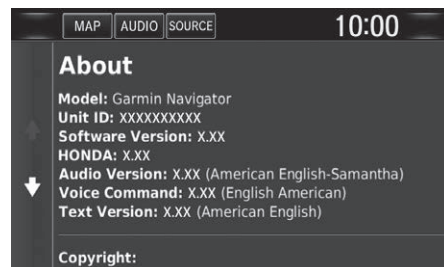 MAP AUDIO SOURCE 10:00
About
Model: Garmin Navigator
Unit ID: XXXXXXXXXX
Software Version: X.XX
HONDA: X.XX
Audio Version: X.XX (American English-Samantha)
Voice Command: X.XX (English American)
Text Version: X.XX (American English)
Copyright: